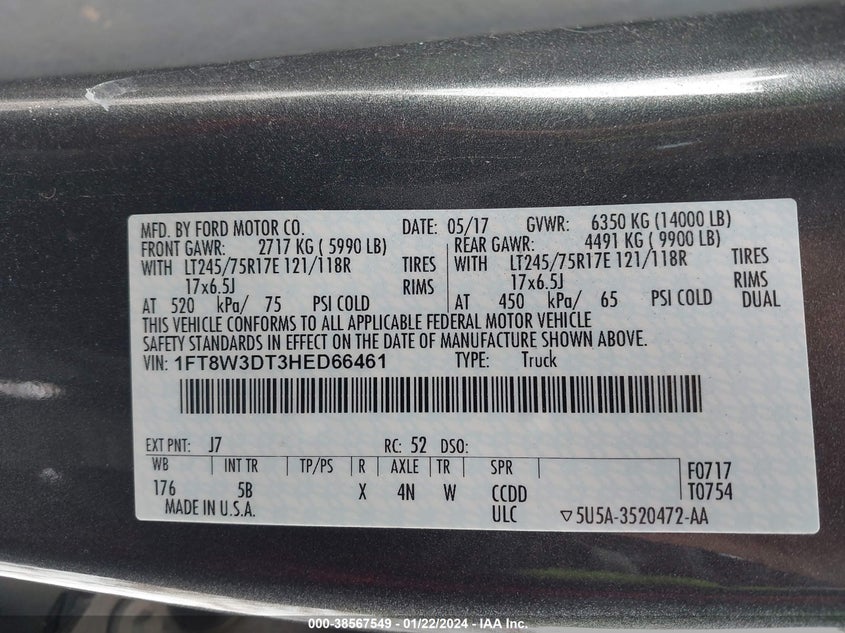 MFD. BY FORD MOTOR CO. DATE: 05/17 GVWR: 6350 KG (14000 LB)
FRONT GAWR: 2717 KG ( 5990 LB) REAR GAWR: 4491 KG ( 9900 LB)
WITH LT245/75R17E 121/118R TIRES WITH LT245/75R17E 121/118R TIRES
17x6.5J RIMS 17x6.5J RIMS
AT 520 kPa/ 75 PSI COLD AT 450 kPa/ 65 PSI COLD DUAL
THIS VEHICLE CONFORMS TO ALL APPLICABLE FEDERAL MOTOR VEHICLE
SAFETY STANDARDS IN EFFECT ON THE DATE OF MANUFACTURE SHOWN ABOVE.
VIN: 1FT8W3DT3HED66461 TYPE: Truck
EXT PNT: J7 RC: 52 DSO:
WB INT TR TP/PS R AXLE TR SPR F0717
176 5B X 4N W CCDD T0754
MADE IN U.S.A. ULC ▽5U5A-3520472-AA
000-38567549 - 01/22/2024 - IAA Inc.